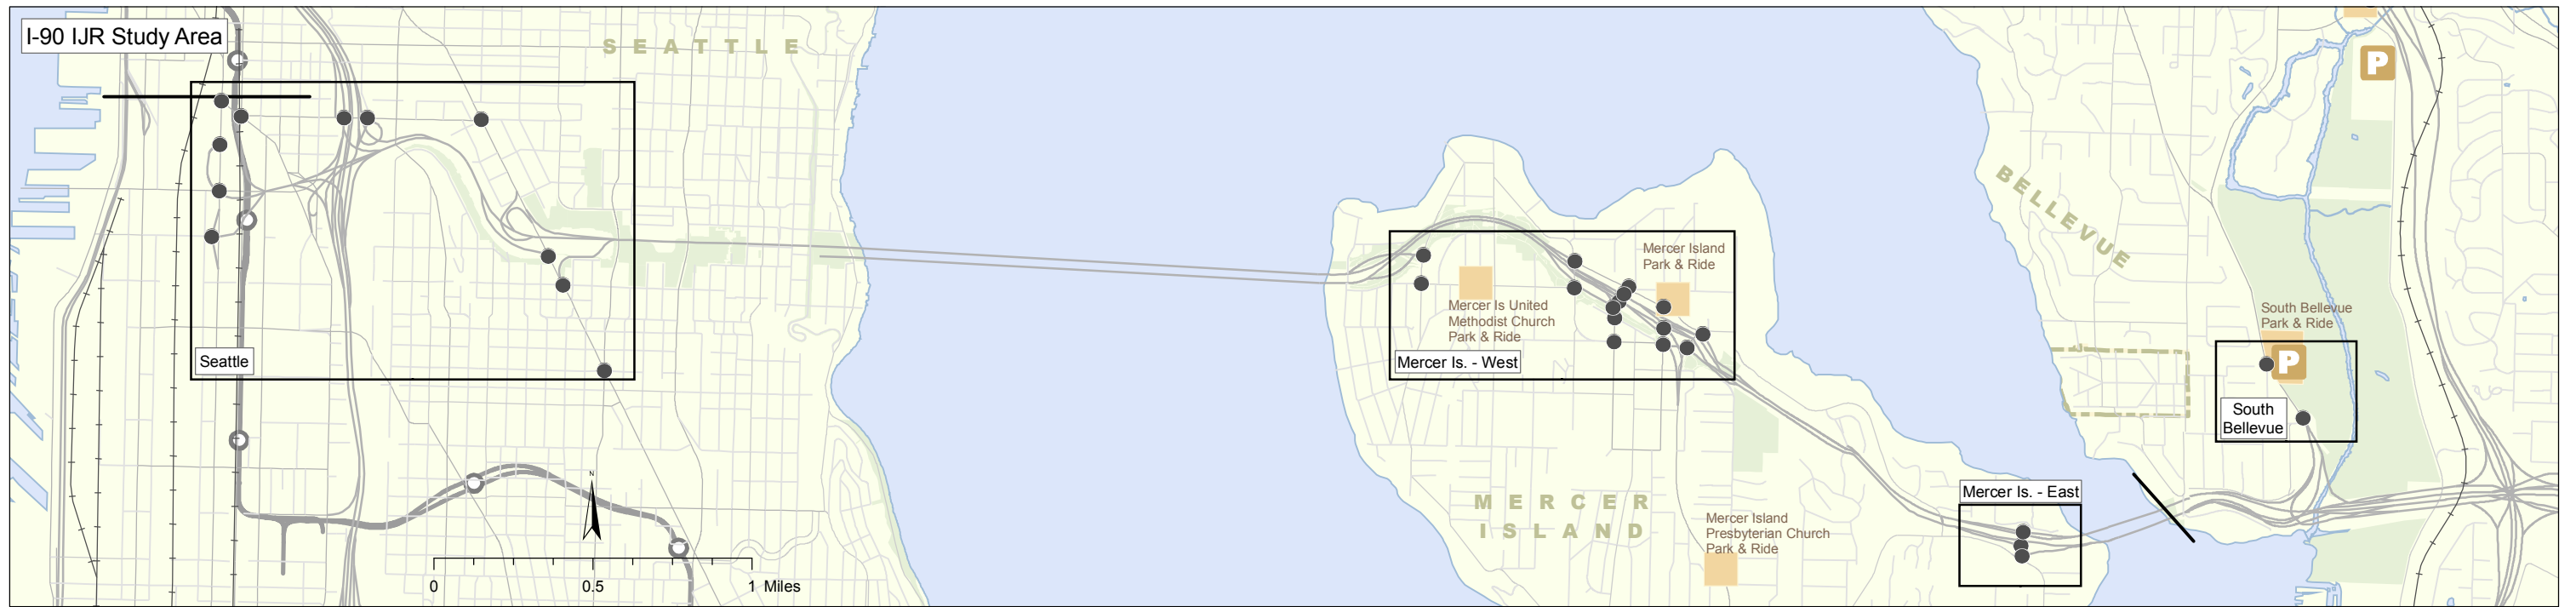 I-90 IJR Study Area
SEATTLE
P
BELLEVUE
Mercer Island
Park & Ride
Mercer Is United
Methodist Church
Park & Ride
South Bellevue
Park & Ride
Seattle
Mercer Is. - West
P
South
Bellevue
N
MERCER
ISLAND
Mercer Is. - East
Mercer Island
Presbyterian Church
Park & Ride
0
0.5
1 Miles